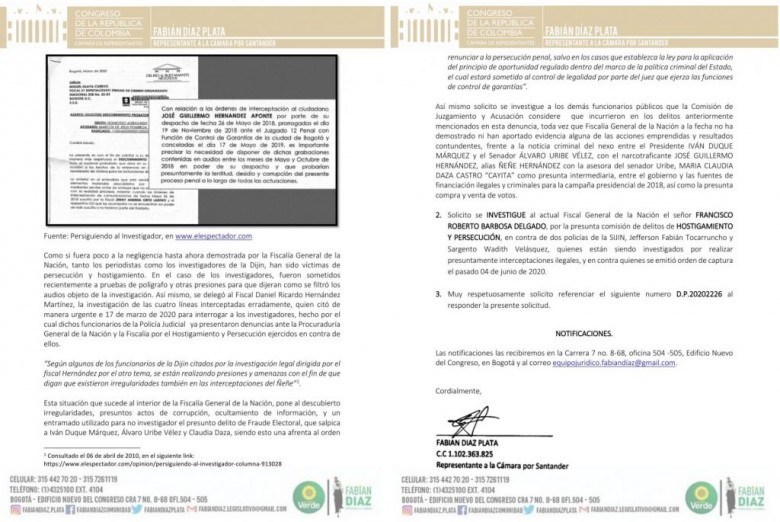 CONGRESO
DE LA REPÚBLICA
DE COLOMBIA
CÁMARA DE REPRESENTANTES
FABIÁN DÍAZ PLATA
REPRESENTANTE A LA CÁMARA POR SANTANDER
Con relación a las órdenes de interceptación al ciudadano
JOSÉ GUILLERMO HERNANDEZ APONTE por parte de su
despacho de fecha 26 de Mayo de 2018, prorrogadas el día
19 de Noviembre de 2018 ante el Juzgado 12 Penal con
Función de Control de Garantías de la ciudad de Bogotá y
cancelada el día 17 de Mayo de 2019, es importante
precisar la necesidad de disponer de dichas grabaciones
contenidas en audios entre los meses de Mayo y Octubre
de 2018 en poder de su despacho y que probarían
presuntamente la lentitud, desidia y corrupción del presente
proceso penal a lo largo de todas las actuaciones.
Fuente: Persiguiendo al Investigador, en www.elespectador.com
Como si fuera poco a la negligencia hasta ahora demostrada por la Fiscalía General de la
Nación, tanto los periodistas como los investigadores de la Dijin, han sido víctimas de
persecución y hostigamiento. En el caso de los investigadores, fueron sometidos
recientemente a pruebas de polígrafo y otras presiones para que dijeran como se filtró
los audios objeto de la investigación. Así mismo, se delegó al Fiscal Daniel Ricardo Hernández
Martínez, la investigación de las cuatro líneas interceptadas erradamente, quien citó de
manera urgente e 17 de marzo de 2020 para interrogar a los investigadores, hecho por el
cual dichos funcionarios de la Policía Judicial ya presentaron denuncias ante la Procuraduría
General de la Nación y la Fiscalía por el Hostigamiento y Persecución ejercidos en contra de
ellos.
"Según algunos de los funcionarios de la Dijin citados por la investigación legal dirigida por el
fiscal Hernández por el otro tema, se están realizando presiones y amenazas con el fin de que
digan que existieron irregularidades también en las interceptaciones del Ñeñe"¹.
Esta situación que sucede al interior de la Fiscalía General de la Nación, pone al descubierto
irregularidades, presuntos actos de corrupción, ocultamiento de información, y un
entramado utilizado para no investigar el presunto delito de Fraude Electoral, que salpica
a Iván Duque Márquez, Álvaro Uribe Vélez y Claudia Daza, siendo esto una afrenta al orden
¹ Consultado el 06 de abril de 2010, en el siguiente link:
https://www.elespectador.com/opinion/persiguiendo-al-investigador-columna-913028
CELULAR: 315 442 70 20 - 315 7261119
TELÉFONO: (1)4325100 EXT. 4104
BOGOTÁ - EDIFICIO NUEVO DEL CONGRESO CRA 7 NO. 8-68 OFI.504 - 505
FABIANDIAZ.PLATA FABIANDIAZCOMUNIDAD FABIANDIAZPLATA FABIANDIAZ.LEGISLATIVO@GMAIL.COM
Verde
FABIÁN
DÍAZ
CONGRESO
DE LA REPÚBLICA
DE COLOMBIA
CÁMARA DE REPRESENTANTES
FABIÁN DÍAZ PLATA
REPRESENTANTE A LA CÁMARA POR SANTANDER
renunciar a la persecución penal, salvo en los casos que establezca la ley para la aplicación
del principio de oportunidad regulado dentro del marco de la política criminal del Estado,
el cual estará sometido al control de legalidad por parte del juez que ejerza las funciones
de control de garantías".
Así mismo solicito se investigue a los demás funcionarios públicos que la Comisión de
Juzgamiento y Acusación considere que incurrieron en los delitos anteriormente
mencionados en esta denuncia, toda vez que Fiscalía General de la Nación a la fecha no ha
demostrado ni han aportado evidencia alguna de las acciones emprendidas y resultados
contundentes, frente a la noticia criminal del nexo entre el Presidente IVÁN DUQUE
MÁRQUEZ y el Senador ÁLVARO URIBE VÉLEZ, con el narcotraficante JOSÉ GUILLERMO
HERNÁNDEZ, alias ÑEÑE HERNÁNDEZ con la asesora del senador Uribe, MARIA CLAUDIA
DAZA CASTRO "CAYITA" como presunta intermediaria, entre el gobierno y las fuentes de
financiación ilegales y criminales para la campaña presidencial de 2018, así como la presunta
compra y venta de votos.
2. Solicito se INVESTIGUE al actual Fiscal General de la Nación el señor FRANCISCO
ROBERTO BARBOSA DELGADO, por la presunta comisión de delitos de HOSTIGAMIENTO
Y PERSECUCIÓN, en contra de dos policías de la SIJIN, Jefferson Fabián Tocarruncho y
Sargento Wadith Velásquez, quienes están siendo investigados por realizar
presuntamente interceptaciones ilegales, y en contra quienes se emitió orden de captura
el pasado 04 de junio de 2020.
3. Muy respetuosamente solicito referenciar el siguiente numero D.P.20202226 al
responder la presente solicitud.
NOTIFICACIONES.
Las notificaciones las recibiremos en la Carrera 7 no. 8-68, oficina 504 -505, Edificio Nuevo
del Congreso, en Bogotá y al correo equipojuridico.fabiandiaz@gmail.com.
Cordialmente,
FABIAN DIAZ PLATA
C.C 1.102.363.825
Representante a la Cámara por Santander
CELULAR: 315 442 70 20 - 315 7261119
TELÉFONO: (1)4325100 EXT. 4104
BOGOTÁ - EDIFICIO NUEVO DEL CONGRESO CRA 7 NO. 8-68 OFI.504 - 505
FABIANDIAZ.PLATA FABIANDIAZCOMUNIDAD FABIANDIAZPLATA FABIANDIAZ.LEGISLATIVO@GMAIL.COM
Verde
FABIÁN
DÍAZ